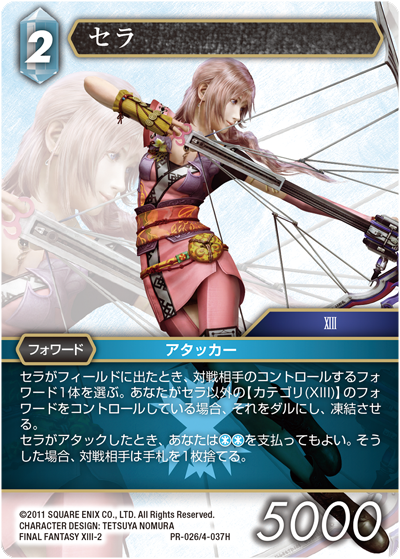 2
セラ
XIII
フォワード
アタッカー
セラがフィールドに出たとき、対戦相手のコントロールするフォ
ワード1体を選ぶ。あなたがセラ以外の【カテゴリ(XIII)】のフォ
ワードをコントロールしている場合、それをダルにし、凍結させ
る。
セラがアタックしたとき、あなたは を支払ってもよい。そう
した場合、対戦相手は手札を1枚捨てる。
©2011 SQUARE ENIX CO., LTD. All Rights Reserved.
CHARACTER DESIGN: TETSUYA NOMURA
FINAL FANTASY XIII-2
PR-026/4-037H
5000